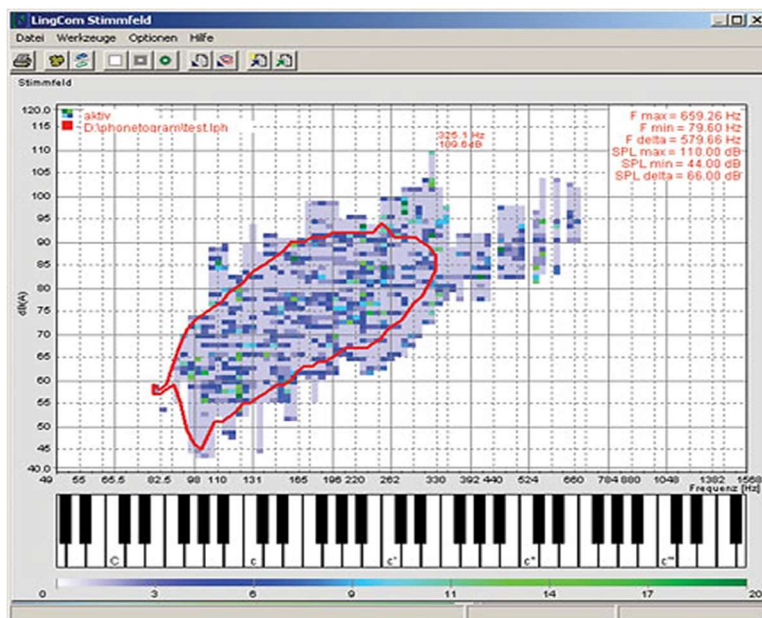 LingCom Stimmfeld
Datei Werkzeuge Optionen Hilfe
Stimmfeld
aktiv
D:\phonetogram\test.lph
F max = 659.26 Hz
F min = 79.60 Hz
F delta = 579.66 Hz
SPL max = 110.00 dB
SPL min = 44.00 dB
SPL delta = 66.00 dB
109.6dB
120.0
115
110
105
100
95
90
85
80
75
70
65
60
55
50
45
40.0
dB(A)
49 55 65.5 82.5 98 110 131 165 196 220 262 330 392 440 524 660 784 880 1048 1382 1568
Frequenz [Hz]
C c c' c'' c'''
0 3 6 9 11 14 17 20